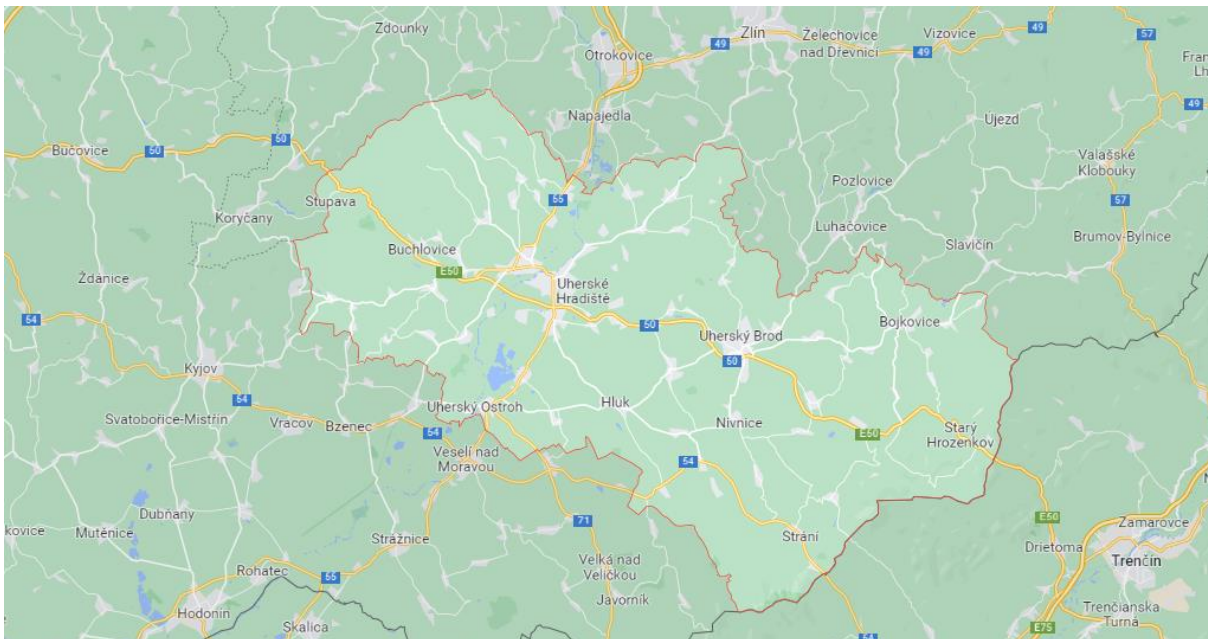 Zdounky
Zlín
Želechovice
nad Dřevnicí
Vizovice
49
57
Otrokovice
49
49
Napajedla
49
Újezd
Bučovice
50
50
Valašské
Klobouky
Pozlovice
57
Stupava
55
Koryčany
Luhačovice
Slavičín
Brumov-Bylnice
Buchlovice
E50
Ždánice
Uherské
Hradiště
54
50
Uherský Brod
Bojkovice
50
Kyjov
54
Uherský Ostroh
Hluk
Nivnice
E50
Starý
Hrozenkov
Svatobořice-Mistřín
Vracov
Bzenec
54
Veselí nad
Moravou
54
Dubňany
Mutěnice
71
Strážnice
Strání
E50
Zamarovce
Drietoma
Trenčín
Velká nad
Veličkou
Rohatec
55
Javorník
Hodonín
Skalica
Trenčianska
Turná
E75
54